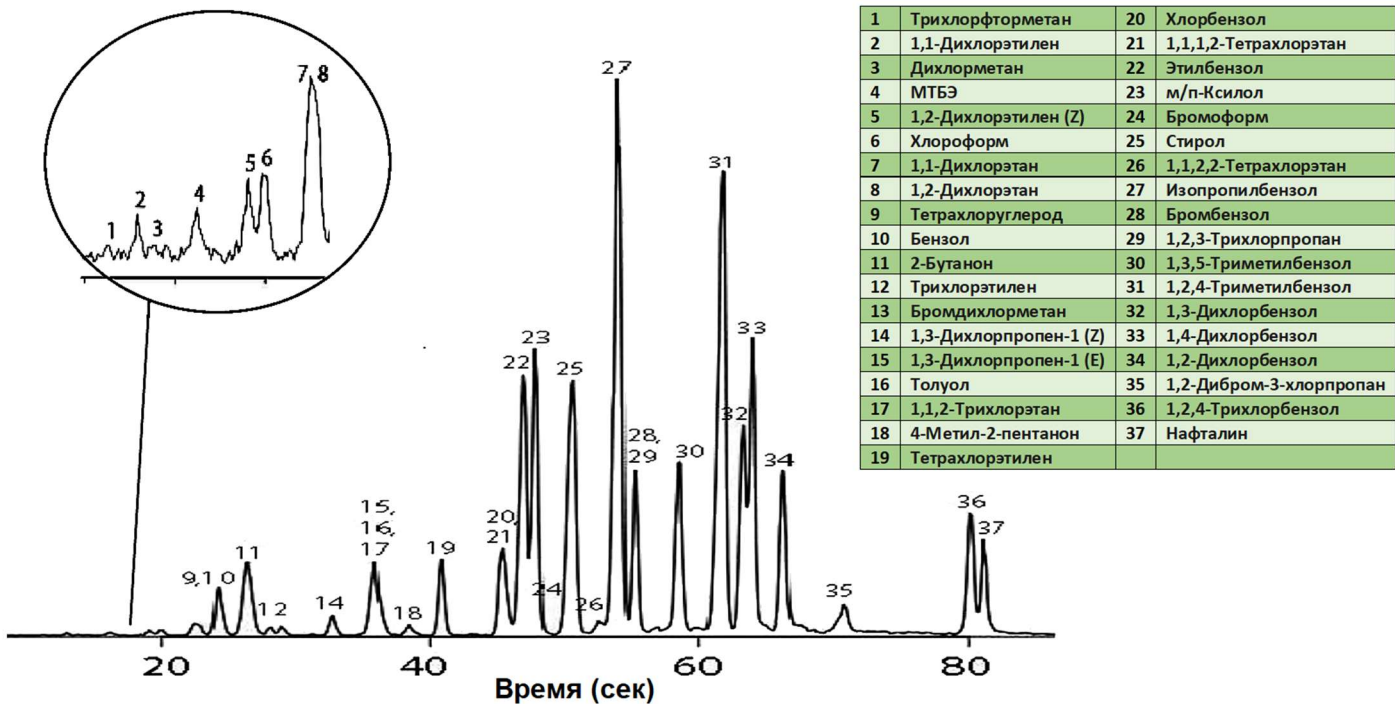 7,8
5 6
4
2
1 3
27
31
33
23
22
25
32
28,
29
30
34
15,
16,
17
20,
21
19
36
37
11
9,10
12
14
18
24
26
35
20 40 60 80
Время (сек)
1 Трихлорфторметан 20 Хлорбензол
2 1,1-Дихлорэтилен 21 1,1,1,2-Тетрахлорэтан
3 Дихлорметан 22 Этилбензол
4 МТБЭ 23 м/п-Ксилол
5 1,2-Дихлорэтилен (Z) 24 Бромоформ
6 Хлороформ 25 Стирол
7 1,1-Дихлорэтан 26 1,1,2,2-Тетрахлорэтан
8 1,2-Дихлорэтан 27 Изопропилбензол
9 Тетрахлоруглерод 28 Бромбензол
10 Бензол 29 1,2,3-Трихлорпропан
11 2-Бутанон 30 1,3,5-Триметилбензол
12 Трихлорэтилен 31 1,2,4-Триметилбензол
13 Бромдихлорметан 32 1,3-Дихлорбензол
14 1,3-Дихлорпропен-1 (Z) 33 1,4-Дихлорбензол
15 1,3-Дихлорпропен-1 (E) 34 1,2-Дихлорбензол
16 Толуол 35 1,2-Дибром-3-хлорпропан
17 1,1,2-Трихлорэтан 36 1,2,4-Трихлорбензол
18 4-Метил-2-пентанон 37 Нафталин
19 Тетрахлорэтилен